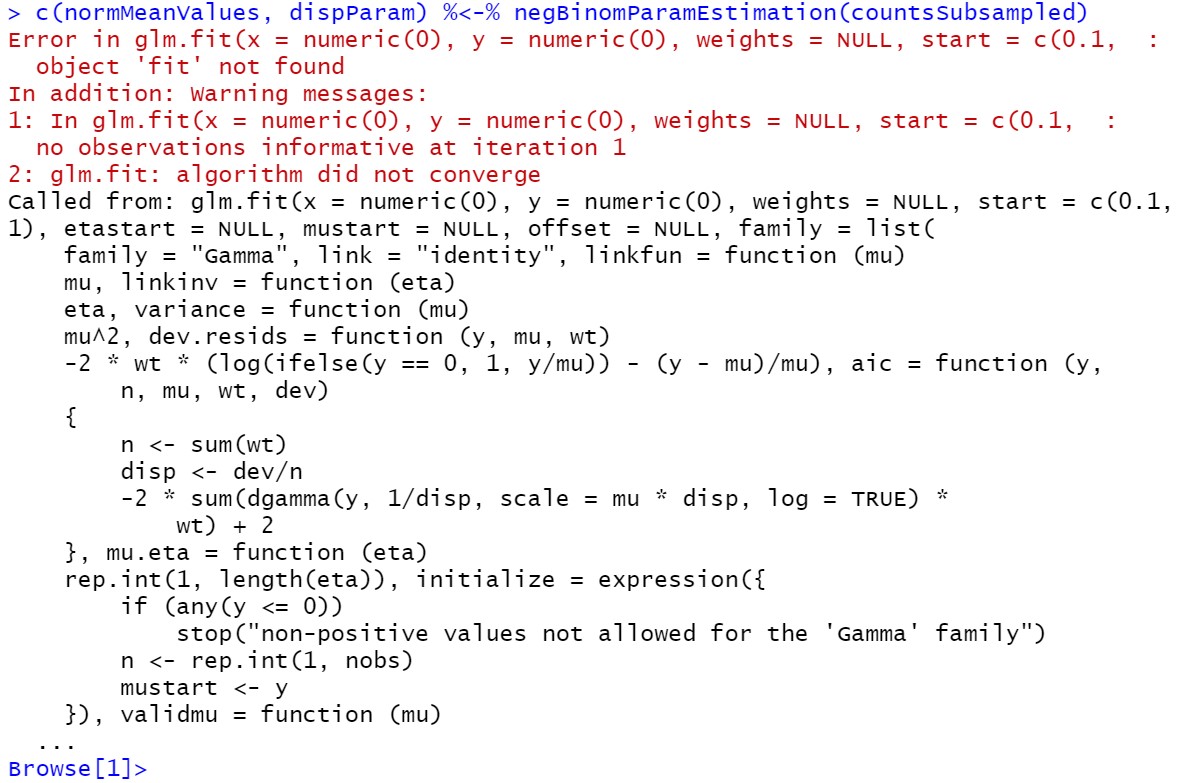 > c(normMeanValues, dispParam) %<-% negBinomParamEstimation(countsSubsampled)
Error in glm.fit(x = numeric(0), y = numeric(0), weights = NULL, start = c(0.1,  :
  object 'fit' not found
In addition: Warning messages:
1: In glm.fit(x = numeric(0), y = numeric(0), weights = NULL, start = c(0.1,  :
  no observations informative at iteration 1
2: glm.fit: algorithm did not converge
Called from: glm.fit(x = numeric(0), y = numeric(0), weights = NULL, start = c(0.1,
1), etastart = NULL, mustart = NULL, offset = NULL, family = list(
    family = "Gamma", link = "identity", linkfun = function (mu)
    mu, linkinv = function (eta)
    eta, variance = function (mu)
    mu^2, dev.resids = function (y, mu, wt)
    -2 * wt * (log(ifelse(y == 0, 1, y/mu)) - (y - mu)/mu), aic = function (y,
        n, mu, wt, dev)
    {
        n <- sum(wt)
        disp <- dev/n
        -2 * sum(dgamma(y, 1/disp, scale = mu * disp, log = TRUE) *
            wt) + 2
    }, mu.eta = function (eta)
    rep.int(1, length(eta)), initialize = expression({
        if (any(y <= 0))
            stop("non-positive values not allowed for the 'Gamma' family")
        n <- rep.int(1, nobs)
        mustart <- y
    }), validmu = function (mu)
  ...
Browse[1]>